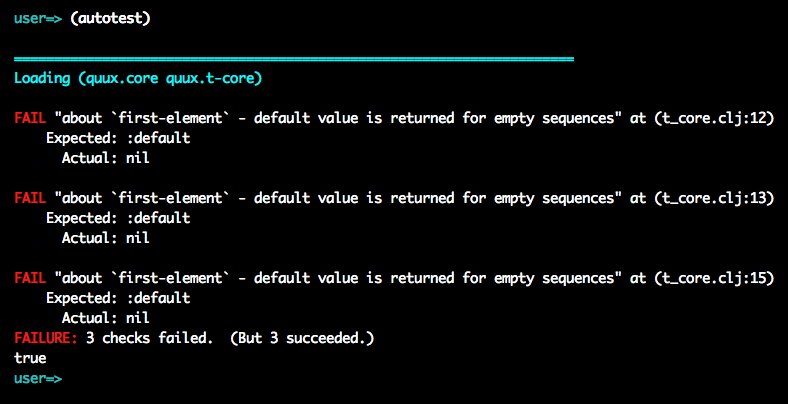 user=> (autotest)
======================================================================
Loading (quux.core quux.t-core)
FAIL "about `first-element` - default value is returned for empty sequences" at (t_core.clj:12)
Expected: :default
Actual: nil
FAIL "about `first-element` - default value is returned for empty sequences" at (t_core.clj:13)
Expected: :default
Actual: nil
FAIL "about `first-element` - default value is returned for empty sequences" at (t_core.clj:15)
Expected: :default
Actual: nil
FAILURE: 3 checks failed.  (But 3 succeeded.)
true
user=>